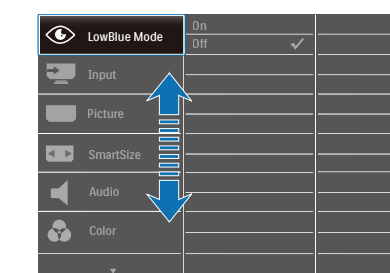 LowBlue Mode
On
Off
Input
Picture
SmartSize
Audio
Color